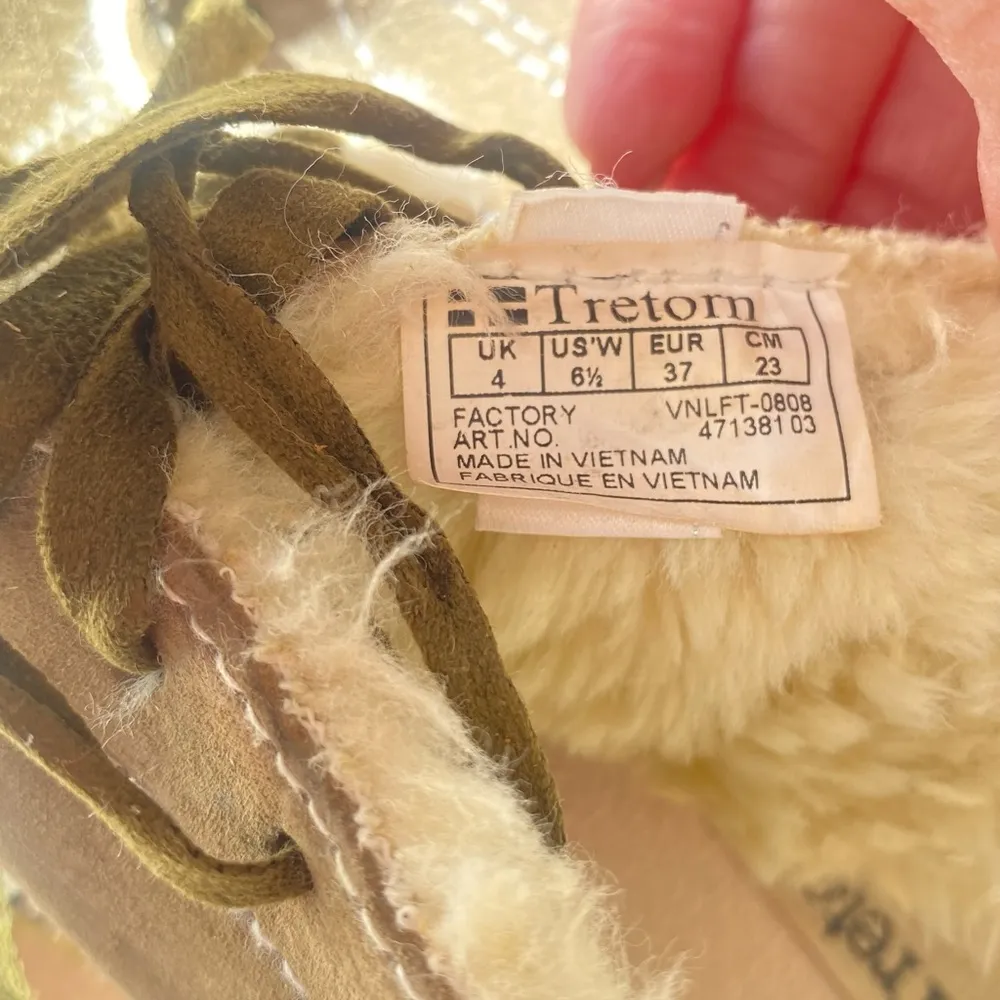 Tretorn
UK US'W EUR CM
4 6½ 37 23
FACTORY VNLFT-0808
ART.NO. 47138103
MADE IN VIETNAM
FABRIQUE EN VIETNAM